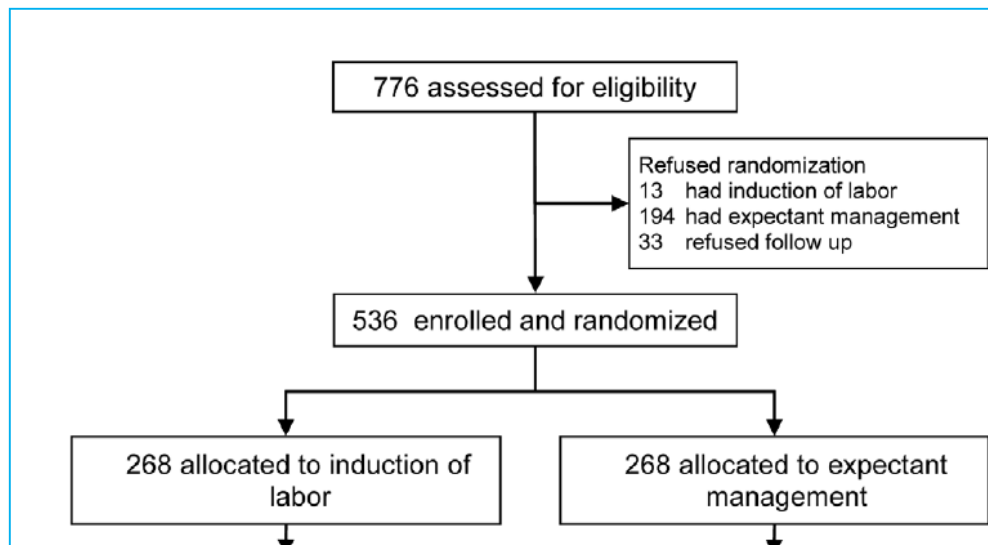 776 assessed for eligibility
Refused randomization
13 had induction of labor
194 had expectant management
33 refused follow up
536 enrolled and randomized
268 allocated to induction of
labor
268 allocated to expectant
management